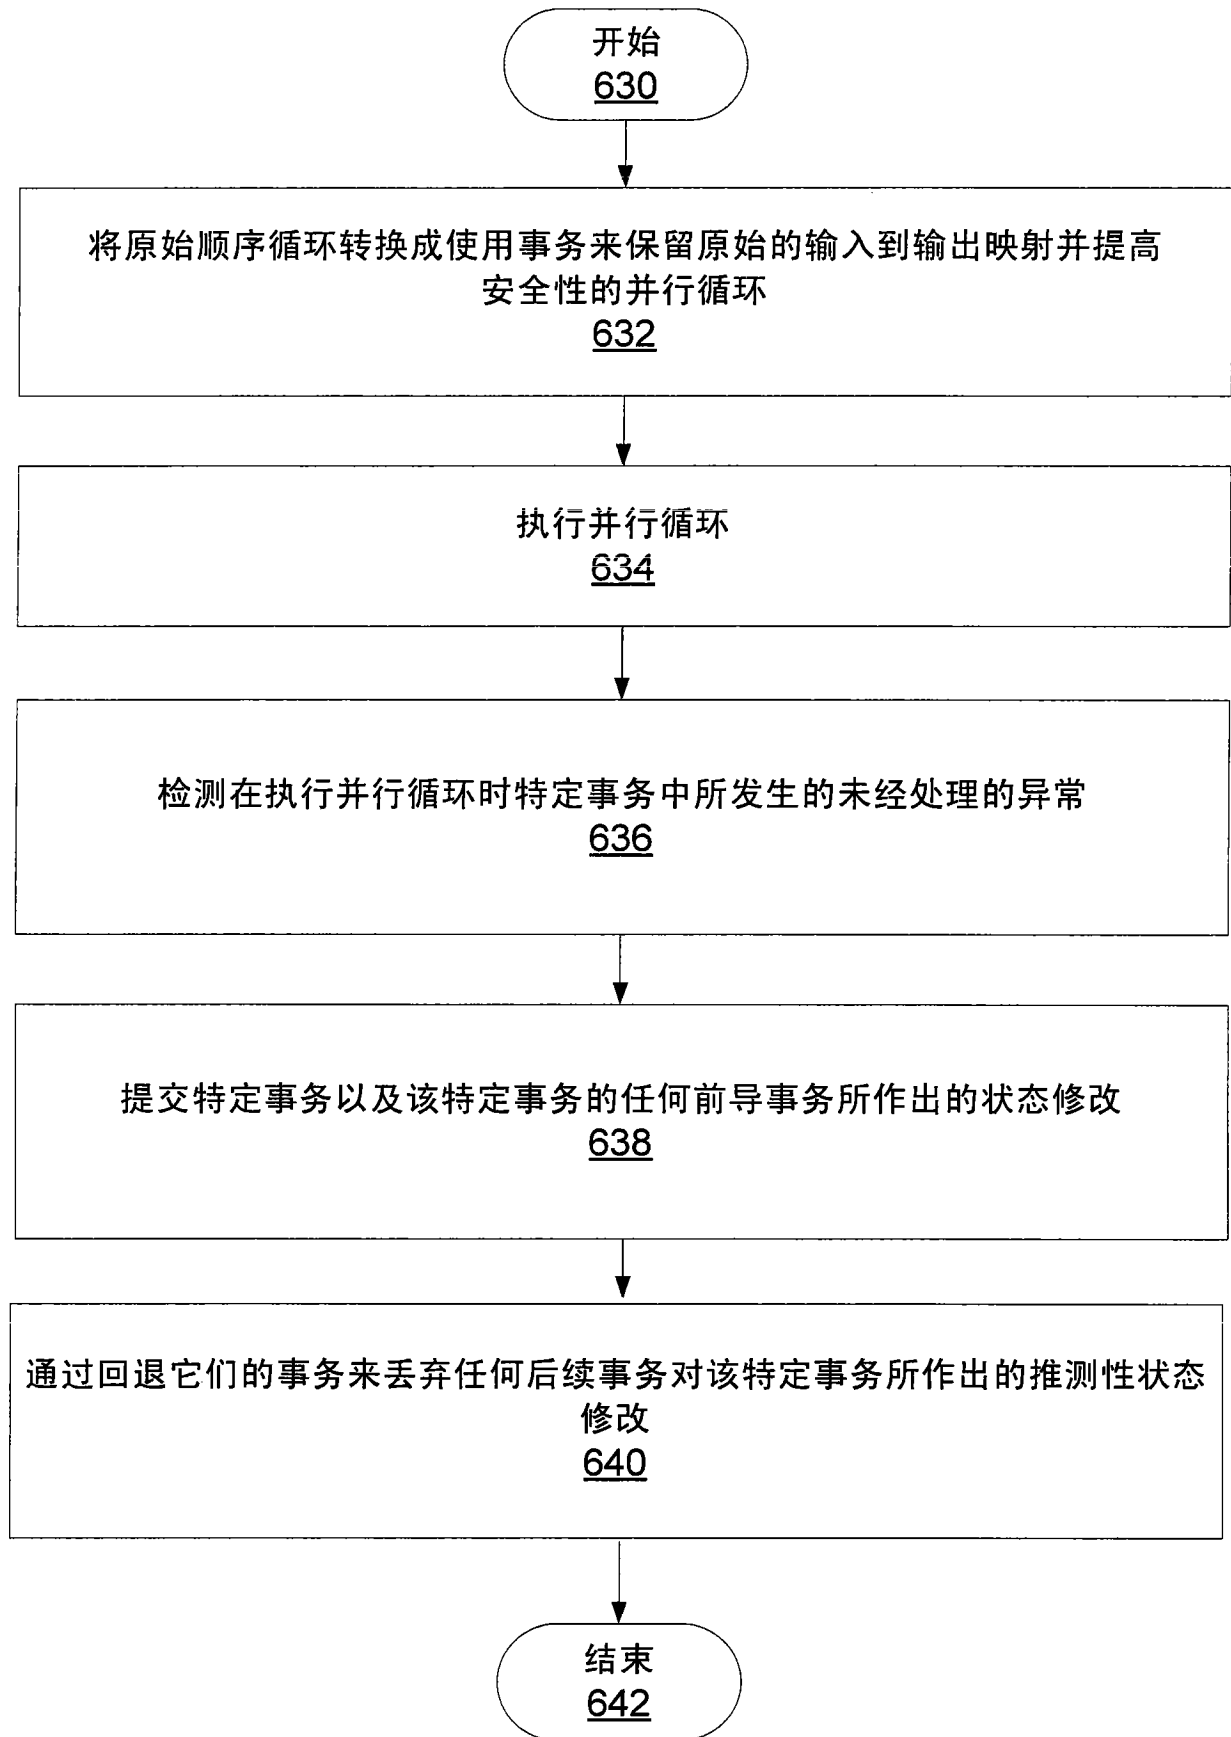 开始
630
将原始顺序循环转换成使用事务来保留原始的输入到输出映射并提高
安全性的并行循环
632
执行并行循环
634
检测在执行并行循环时特定事务中所发生的未经处理的异常
636
提交特定事务以及该特定事务的任何前导事务所作出的状态修改
638
通过回退它们的事务来丢弃任何后续事务对该特定事务所作出的推测性状态
修改
640
结束
642